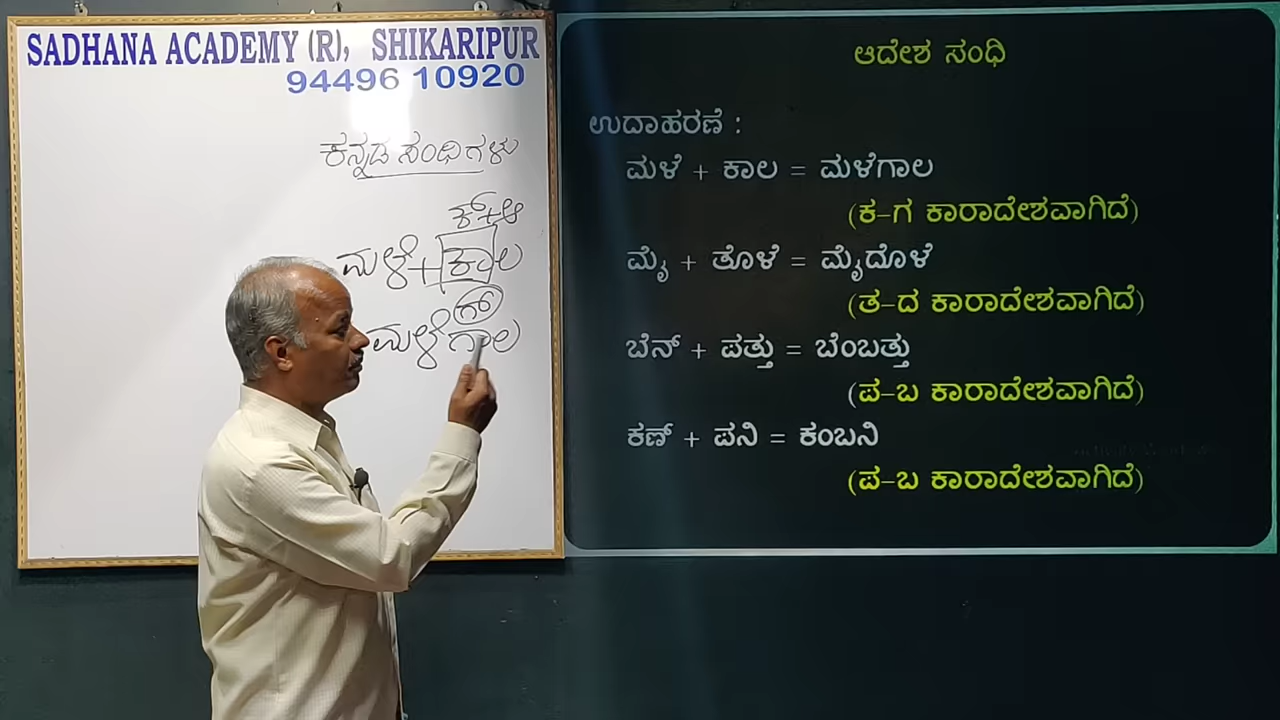 SADHANA ACADEMY (R), SHIKARIPUR
94496 10920
ಕನ್ನಡ ಸಂಧಿಗಳು
ಕ್+ಆ
ಮಳೆ+ಕಾಲ
ಗ್
ಮಳೆಗಾಲ
ಆದೇಶ ಸಂಧಿ
ಉದಾಹರಣೆ :
ಮಳೆ + ಕಾಲ = ಮಳೆಗಾಲ
(ಕ-ಗ ಕಾರಾದೇಶವಾಗಿದೆ)
ಮೈ + ತೊಳೆ = ಮೈದೊಳೆ
(ತ-ದ ಕಾರಾದೇಶವಾಗಿದೆ)
ಬೆನ್ + ಪತ್ತು = ಬೆಂಬತ್ತು
(ಪ-ಬ ಕಾರಾದೇಶವಾಗಿದೆ)
ಕಣ್ + ಪನಿ = ಕಂಬನಿ
(ಪ-ಬ ಕಾರಾದೇಶವಾಗಿದೆ)